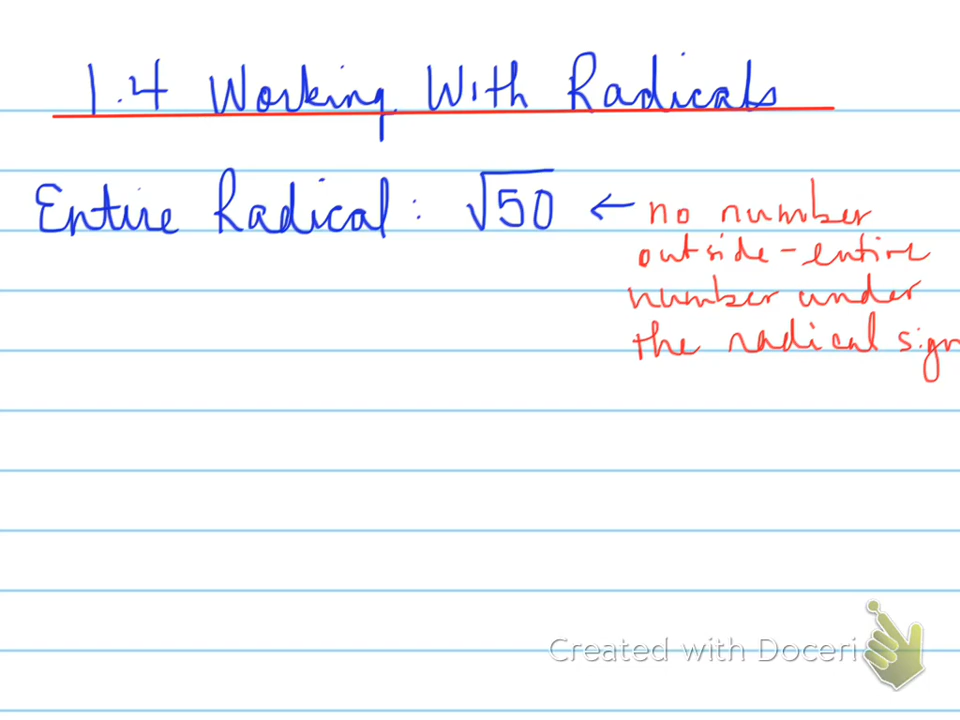 1.4 Working With Radicals
Entire Radical: √50 ← no number
outside - entire
number under
the radical sign
Created with Doceri